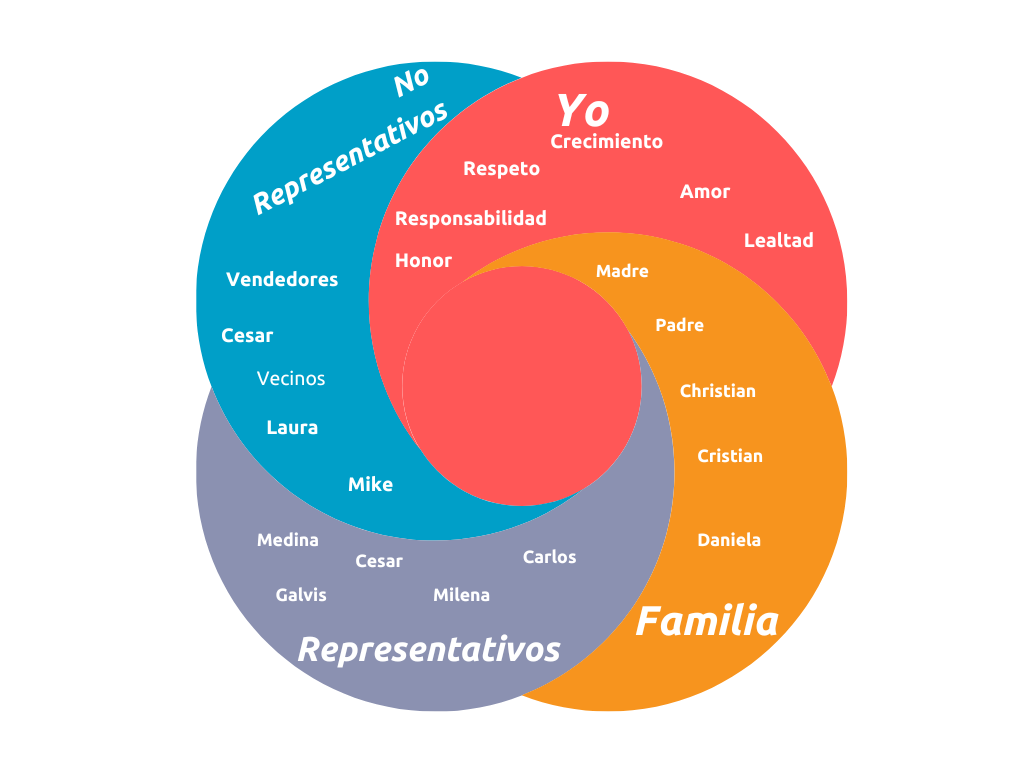 No
Representativos
Vendedores
Cesar
Vecinos
Laura
Mike
Yo
Crecimiento
Respeto
Amor
Responsabilidad
Lealtad
Honor
Madre
Padre
Christian
Cristian
Daniela
Familia
Medina
Cesar
Carlos
Galvis
Milena
Representativos